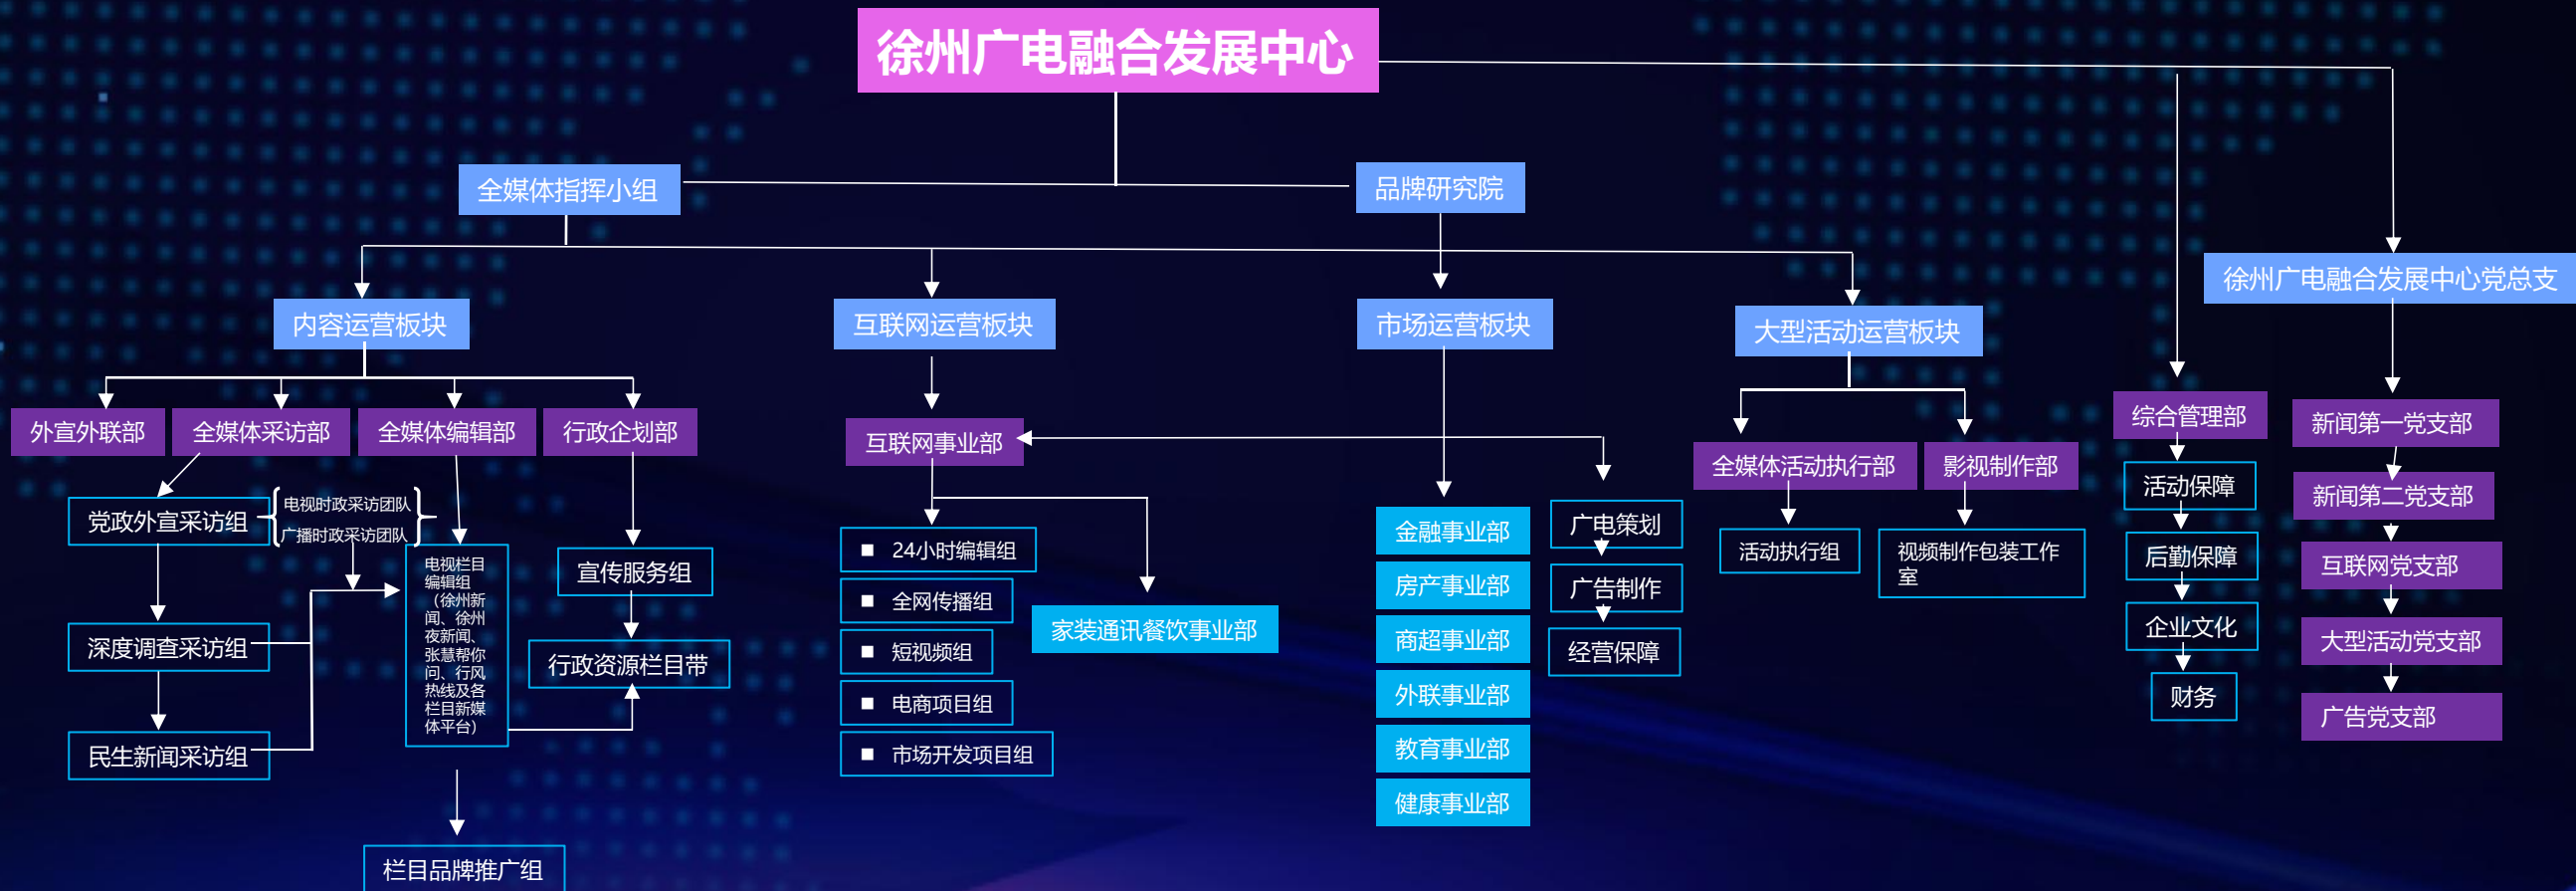 徐州广电融合发展中心
全媒体指挥小组
品牌研究院
徐州广电融合发展中心党总支
内容运营板块
互联网运营板块
市场运营板块
大型活动运营板块
外宣外联部
全媒体采访部
全媒体编辑部
行政企划部
互联网事业部
全媒体活动执行部
影视制作部
综合管理部
新闻第一党支部
党政外宣采访组
电视时政采访团队
广播时政采访团队
深度调查采访组
民生新闻采访组
电视栏目
编辑组
（徐州新
闻、徐州
夜新闻、
张慧帮你
问、行风
热线及各
栏目新媒
体平台）
栏目品牌推广组
宣传服务组
行政资源栏目带
24小时编辑组
全网传播组
短视频组
电商项目组
市场开发项目组
家装通讯餐饮事业部
金融事业部
房产事业部
商超事业部
外联事业部
教育事业部
健康事业部
广电策划
广告制作
经营保障
活动执行组
视频制作包装工作
室
活动保障
后勤保障
企业文化
财务
新闻第二党支部
互联网党支部
大型活动党支部
广告党支部